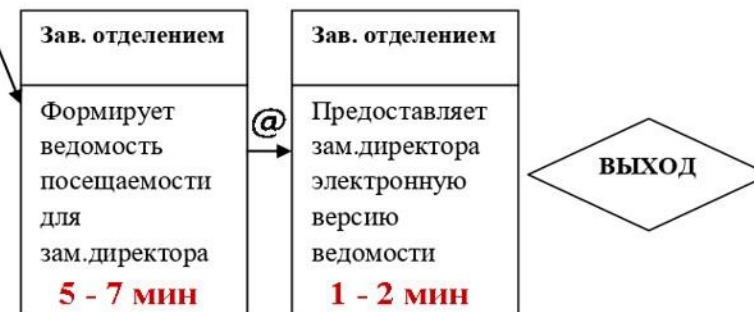 Зав. отделением
Формирует
ведомость
посещаемости
для
зам.директора
5 - 7 мин
@
Зав. отделением
Предоставляет
зам.директора
электронную
версию
ведомости
1 - 2 мин
ВЫХОД